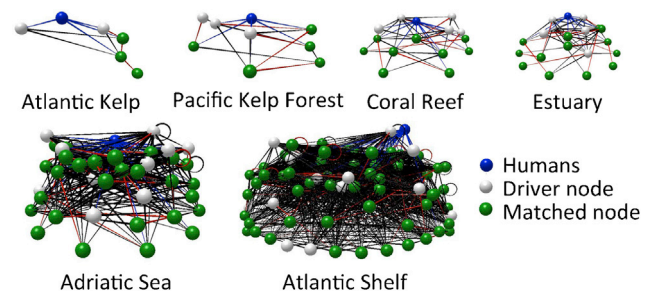 Atlantic Kelp
Pacific Kelp Forest
Coral Reef
Estuary
Humans
Driver node
Matched node
Adriatic Sea
Atlantic Shelf